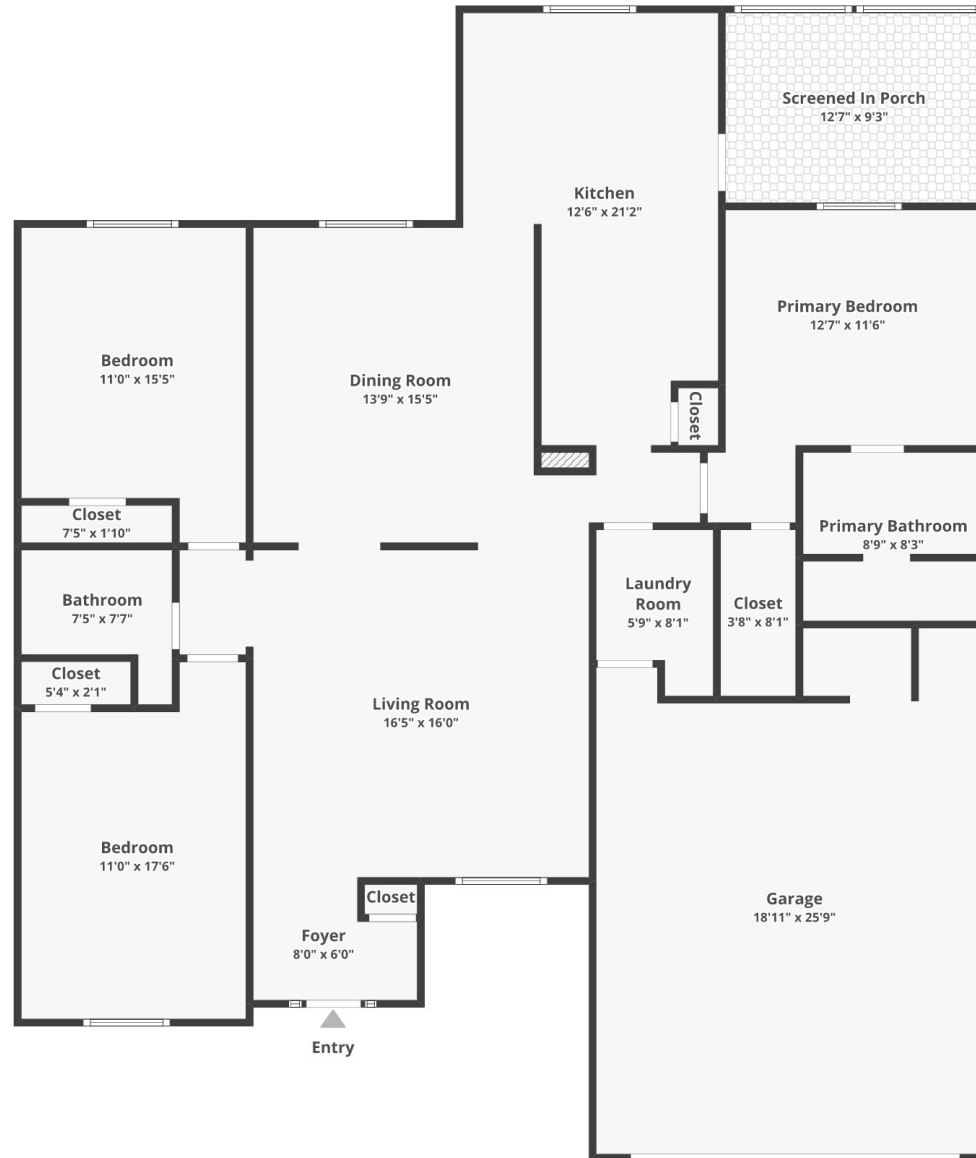 Screened In Porch
12'7" x 9'3"
Kitchen
12'6" x 21'2"
Primary Bedroom
12'7" x 11'6"
Bedroom
11'0" x 15'5"
Dining Room
13'9" x 15'5"
Closet
Closet
7'5" x 1'10"
Primary Bathroom
8'9" x 8'3"
Bathroom
7'5" x 7'7"
Laundry
Room
5'9" x 8'1"
Closet
3'8" x 8'1"
Closet
5'4" x 2'1"
Living Room
16'5" x 16'0"
Bedroom
11'0" x 17'6"
Closet
Garage
18'11" x 25'9"
Foyer
8'0" x 6'0"
Entry